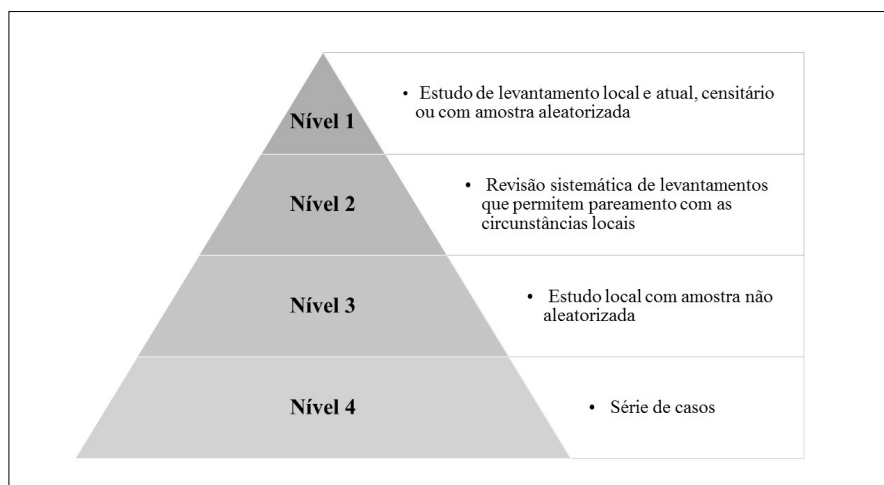 Nível 1
• Estudo de levantamento local e atual, censitário
ou com amostra aleatorizada
Nível 2
• Revisão sistemática de levantamentos
que permitem pareamento com as
circunstâncias locais
Nível 3
• Estudo local com amostra não
aleatorizada
Nível 4
• Série de casos